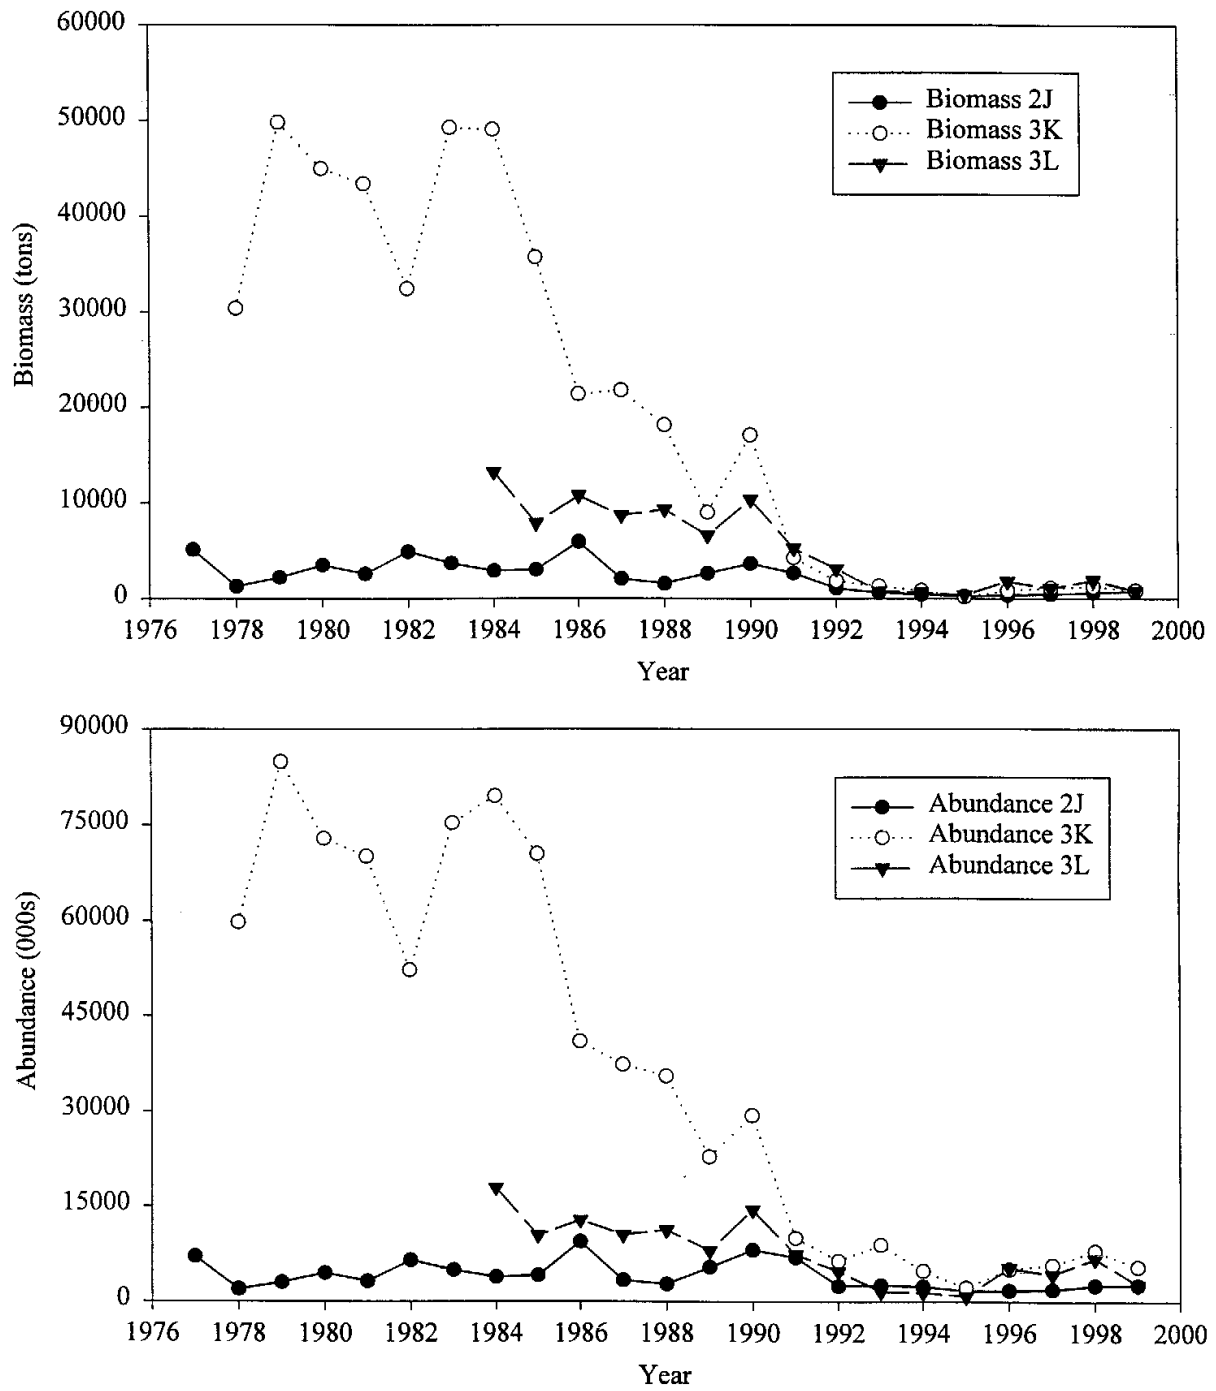 60000
50000
40000
30000
20000
10000
0
Biomass (tons)
Biomass 2J
Biomass 3K
Biomass 3L
1976 1978 1980 1982 1984 1986 1988 1990 1992 1994 1996 1998 2000
Year
90000
75000
60000
45000
30000
15000
0
Abundance (000s)
Abundance 2J
Abundance 3K
Abundance 3L
1976 1978 1980 1982 1984 1986 1988 1990 1992 1994 1996 1998 2000
Year